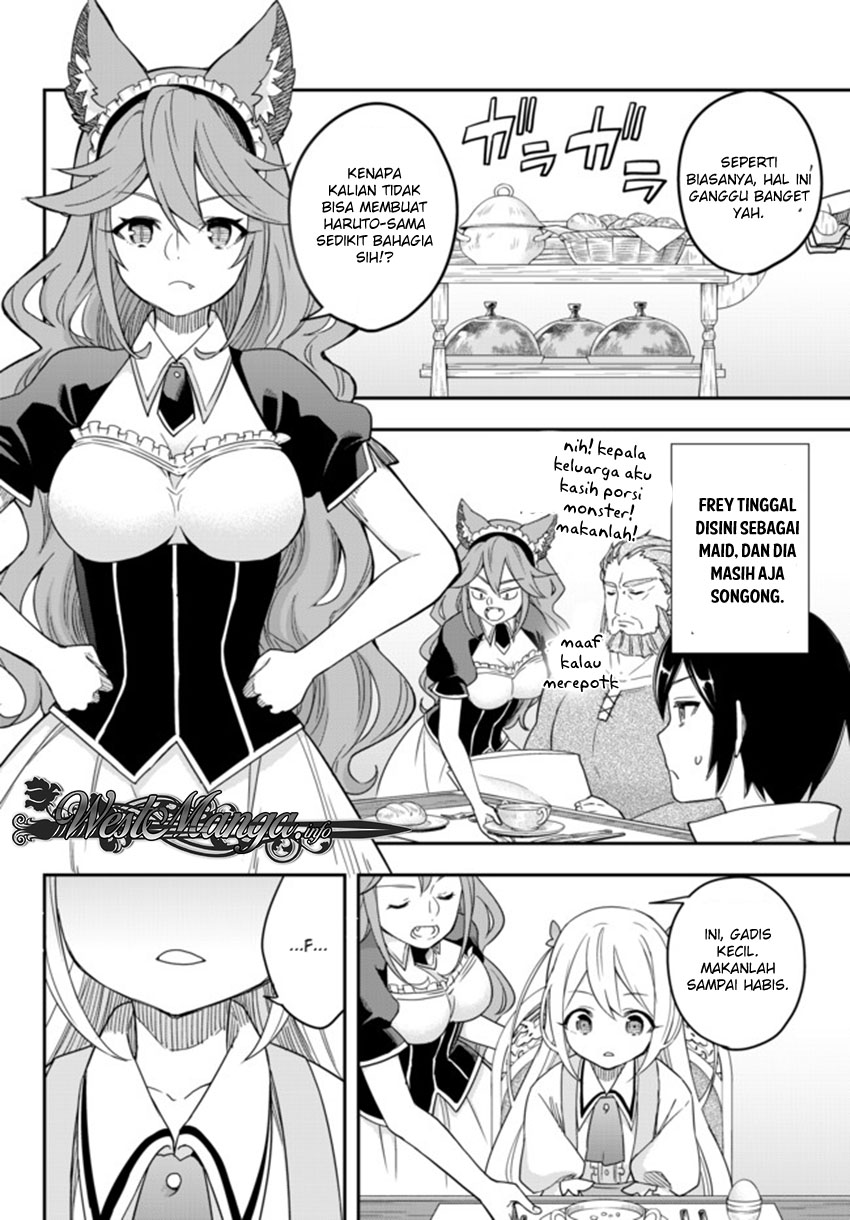 ガラガラ
SEPERTI
BIASANYA, HAL INI
GANGGU BANGET
YAH.
KENAPA
KALIAN TIDAK
BISA MEMBUAT
HARUTO-SAMA
SEDIKIT BAHAGIA
SIH!?
FREY TINGGAL
DISINI SEBAGAI
MAID, DAN DIA
MASIH AJA
SONGONG.
nih! kepala
keluarga aku
kasih porsi
monster!
makanlah!
maaf
kalau
merepotk
WestManga.info
INI, GADIS
KECIL.
MAKANLAH
SAMPAI HABIS.
...F...